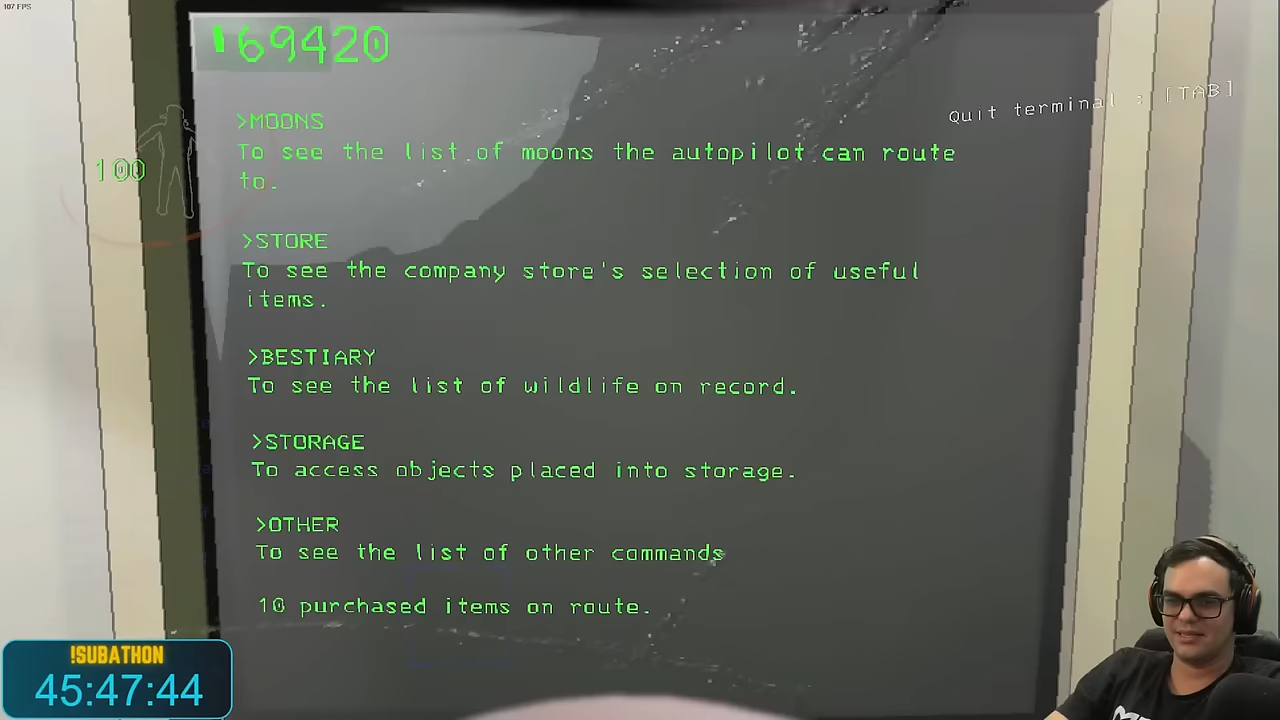 107 FPS
▮69420
Quit terminal : [TAB]
>MOONS
To see the list of moons the autopilot can route
to.
100
>STORE
To see the company store's selection of useful
items.
>BESTIARY
To see the list of wildlife on record.
>STORAGE
To access objects placed into storage.
>OTHER
To see the list of other commands
10 purchased items on route.
!SUBATHON
45:47:44